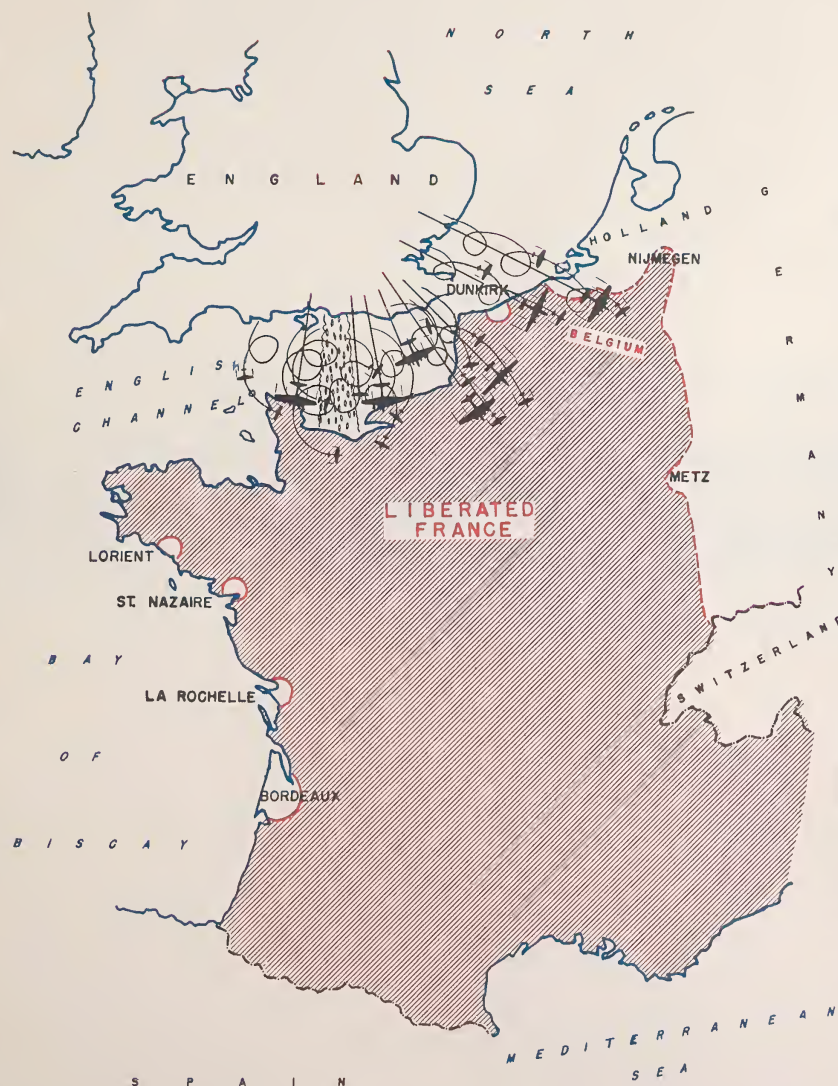 NORTH
SEA
ENGLAND
GERMANY
HOLLAND
NIJMEGEN
DUNKIRK
BELGIUM
ENGLISH
CHANNEL
METZ
LIBERATED
FRANCE
LORIENT
ST. NAZAIRE
SWITZERLAND
BAY
OF
BISCAY
LA ROCHELLE
BORDEAUX
MEDITERRANEAN
SEA
SPAIN